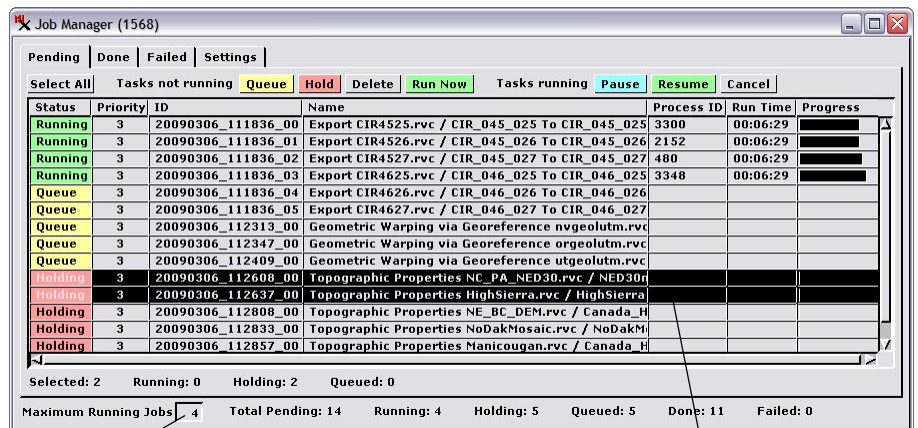 Job Manager (1568)
Pending Done Failed Settings
Select All Tasks not running Queue Hold Delete Run Now Tasks running Pause Resume Cancel
Status Priority ID Name Process ID Run Time Progress
Running 3 20090306_111836_00 Export CIR4525.rvc / CIR_045_025 To CIR_045_025 3300 00:06:29
Running 3 20090306_111836_01 Export CIR4526.rvc / CIR_045_026 To CIR_045_026 2152 00:06:29
Running 3 20090306_111836_02 Export CIR4527.rvc / CIR_045_027 To CIR_045_027 480 00:06:29
Running 3 20090306_111836_03 Export CIR4625.rvc / CIR_046_025 To CIR_046_025 3348 00:06:29
Queue 3 20090306_111836_04 Export CIR4626.rvc / CIR_046_026 To CIR_046_026
Queue 3 20090306_111836_05 Export CIR4627.rvc / CIR_046_027 To CIR_046_027
Queue 3 20090306_112313_00 Geometric Warping via Georeference nvgeolutm.rvc
Queue 3 20090306_112347_00 Geometric Warping via Georeference orgeolutm.rvc
Queue 3 20090306_112409_00 Geometric Warping via Georeference utgeolutm.rvc
Holding 3 20090306_112608_00 Topographic Properties NC_PA_NED30.rvc / NED30m
Holding 3 20090306_112637_00 Topographic Properties HighSierra.rvc / HighSierra
Holding 3 20090306_112808_00 Topographic Properties NE_BC_DEM.rvc / Canada_H
Holding 3 20090306_112833_00 Topographic Properties NoDakMosaic.rvc / NoDakM
Holding 3 20090306_112857_00 Topographic Properties Manicougan.rvc / Canada_H
Selected: 2 Running: 0 Holding: 2 Queued: 0
Maximum Running Jobs 4 Total Pending: 14 Running: 4 Holding: 5 Queued: 5 Done: 11 Failed: 0